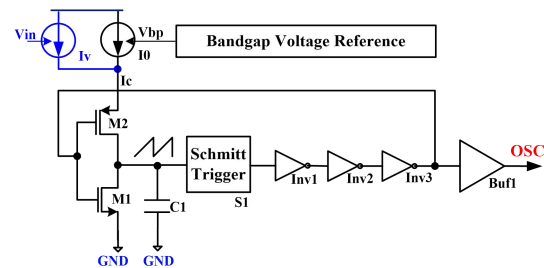 Vin
Iv
Vbp
I0
Bandgap Voltage Reference
Ic
M2
Schmitt
Trigger
S1
Inv1
Inv2
Inv3
OSC
Buf1
M1
C1
GND
GND